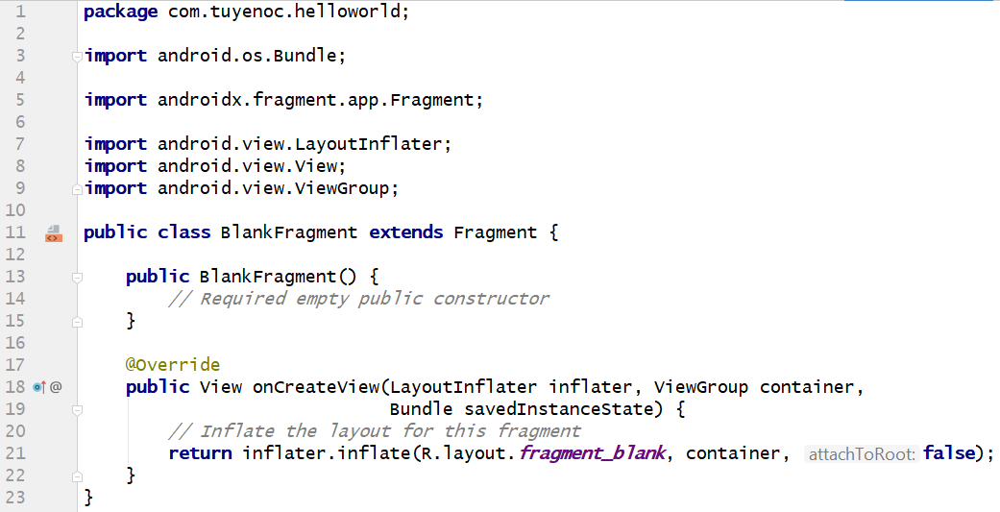 1 package com.tuyenoc.helloworld;
2
3 import android.os.Bundle;
4
5 import androidx.fragment.app.Fragment;
6
7 import android.view.LayoutInflater;
8 import android.view.View;
9 import android.view.ViewGroup;
10
11 public class BlankFragment extends Fragment {
12
13     public BlankFragment() {
14         // Required empty public constructor
15     }
16
17     @Override
18 @ public View onCreateView(LayoutInflater inflater, ViewGroup container,
19                              Bundle savedInstanceState) {
20         // Inflate the layout for this fragment
21         return inflater.inflate(R.layout.fragment_blank, container, attachToRoot: false);
22     }
23 }